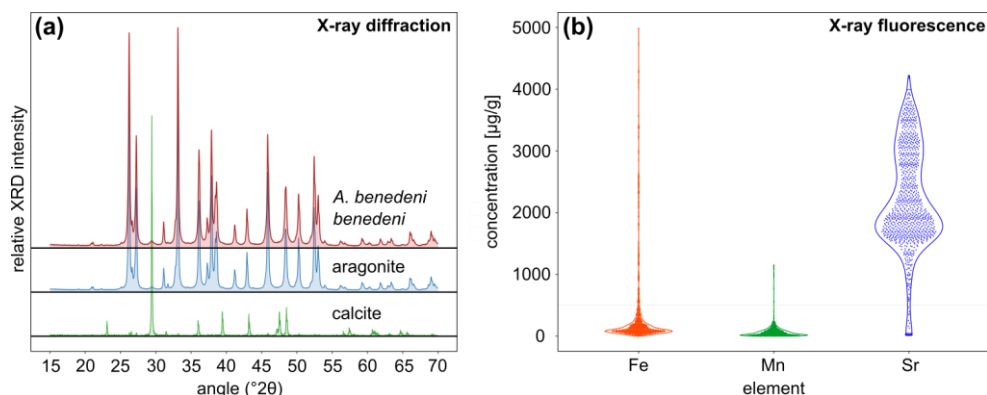 (a)
X-ray diffraction
relative XRD intensity
A. benedeni
benedeni
aragonite
calcite
15 20 25 30 35 40 45 50 55 60 65 70
angle (°2θ)
(b)
X-ray fluorescence
concentration [µg/g]
5000
4000
3000
2000
1000
0
Fe Mn Sr
element